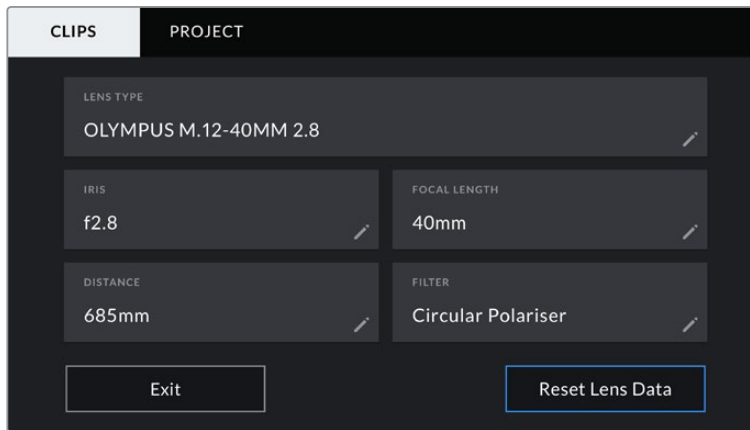 CLIPS PROJECT
LENS TYPE
OLYMPUS M.12-40MM 2.8
IRIS
f2.8
FOCAL LENGTH
40mm
DISTANCE
685mm
FILTER
Circular Polariser
Exit
Reset Lens Data